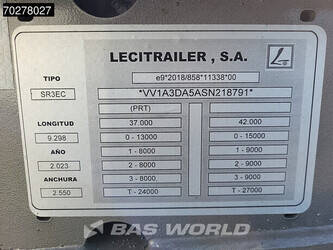 70278027
LECITRAILER , S.A.
TIPO
e9*2018/858*11338*00
SR3EC
*VV1A3DA5ASN218791*
(PRT)
LONGITUD
37.000
42.000
9.298
0 - 13000
0 - 15000
AÑO
1 - 8000
1 - 9000
2.023
2 - 8000
2 - 9000
ANCHURA
3 - 8000
3 - 9000
2.550
T - 24000
T - 27000
BAS WORLD